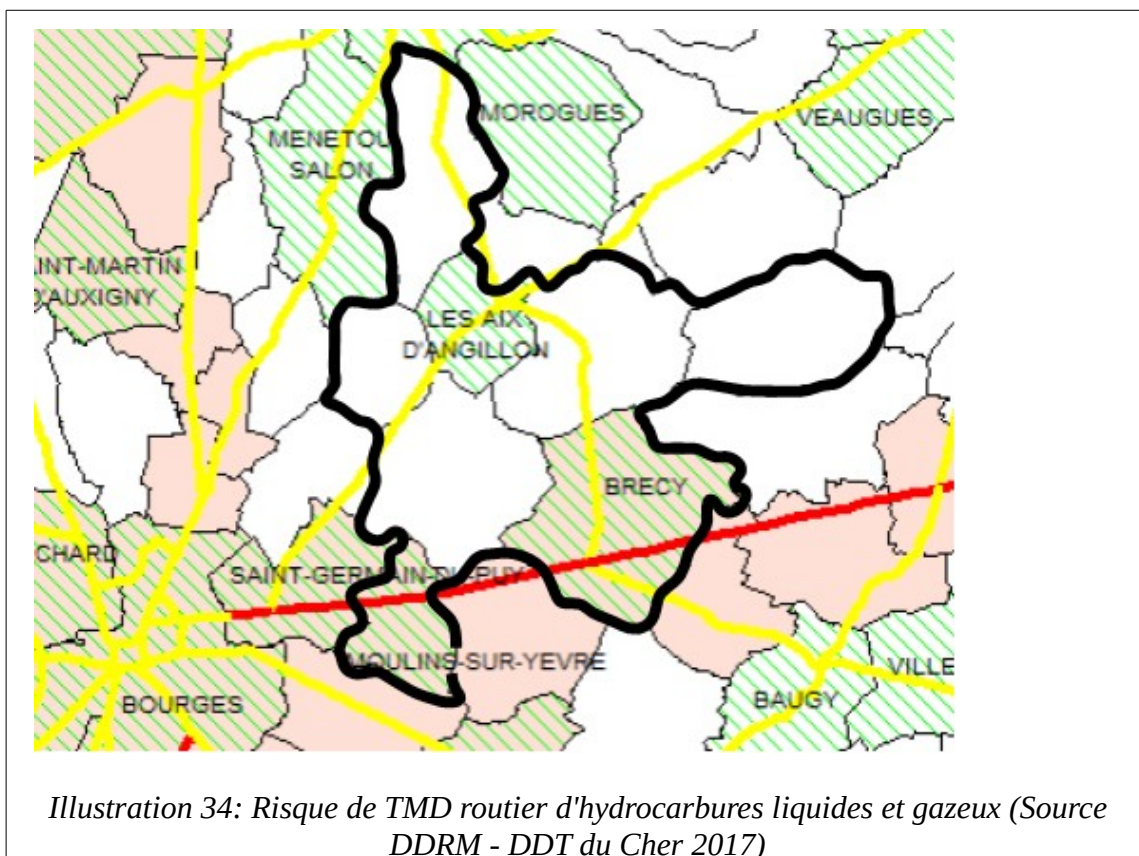 MOROGUES
VEAUGUES
MENETOU
SALON
INT-MARTIN
D'AUXIGNY
LES AIX
D'ANGILLON
BRECY
CHARD
SAINT-GERMAIN-DU-PUY
MOULINS-SUR-YEVRE
VILLE
BOURGES
BAUGY
Illustration 34: Risque de TMD routier d'hydrocarbures liquides et gazeux (Source
DDRM - DDT du Cher 2017)